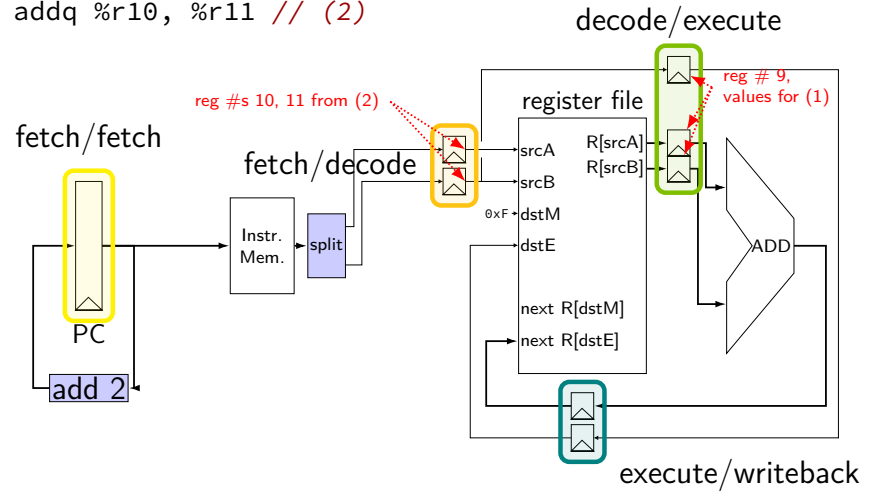 addq %r10, %r11 // (2)
decode/execute
reg # 9,
values for (1)
reg #s 10, 11 from (2)
register file
fetch/fetch
fetch/decode
srcA
R[srcA]
srcB
R[srcB]
0xF
dstM
dstE
Instr.
Mem.
split
ADD
next R[dstM]
next R[dstE]
PC
add 2
execute/writeback